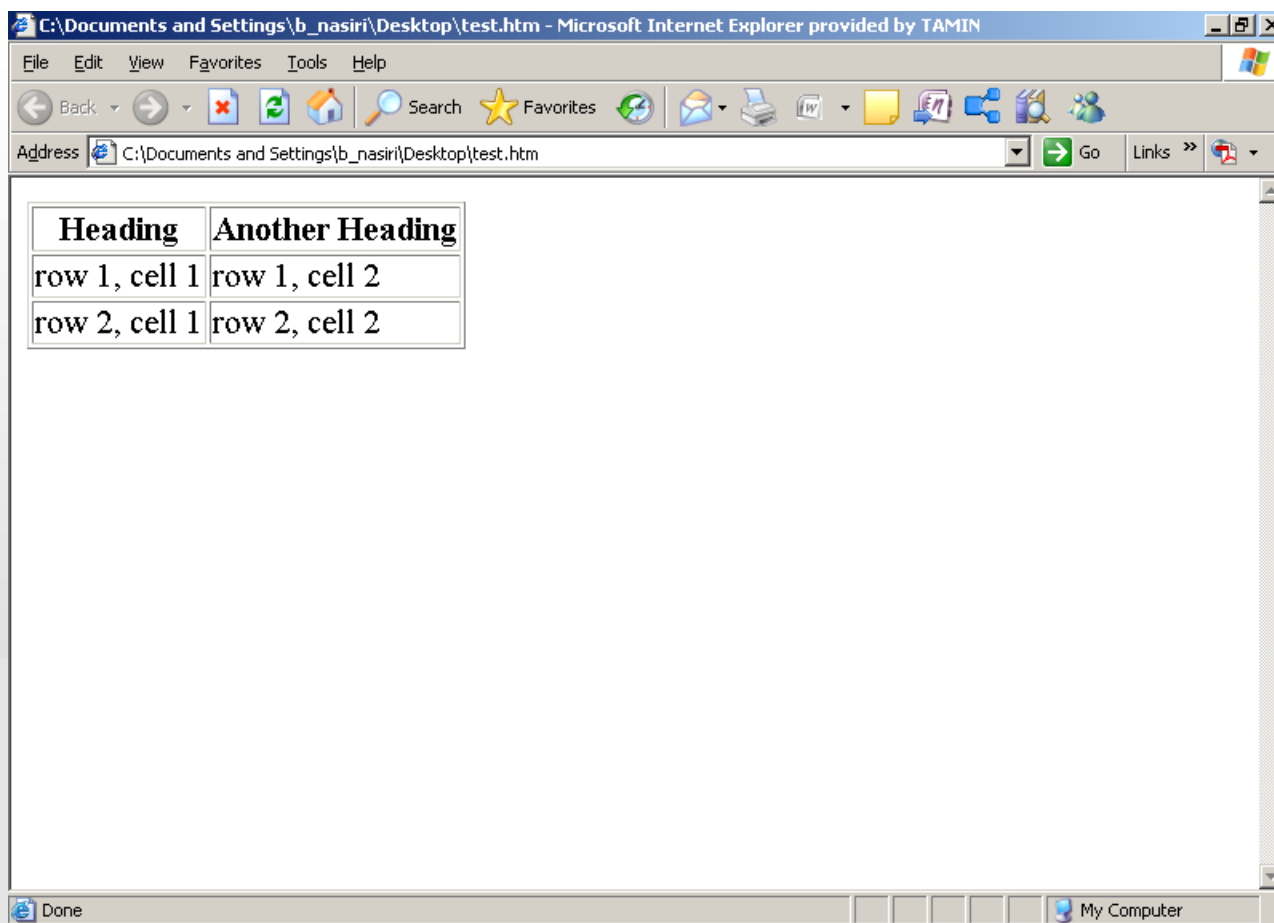 C:\Documents and Settings\b_nasiri\Desktop\test.htm - Microsoft Internet Explorer provided by TAMIN
File Edit View Favorites Tools Help
Back Search Favorites
Address C:\Documents and Settings\b_nasiri\Desktop\test.htm Go Links »
Heading Another Heading
row 1, cell 1 row 1, cell 2
row 2, cell 1 row 2, cell 2
Done My Computer